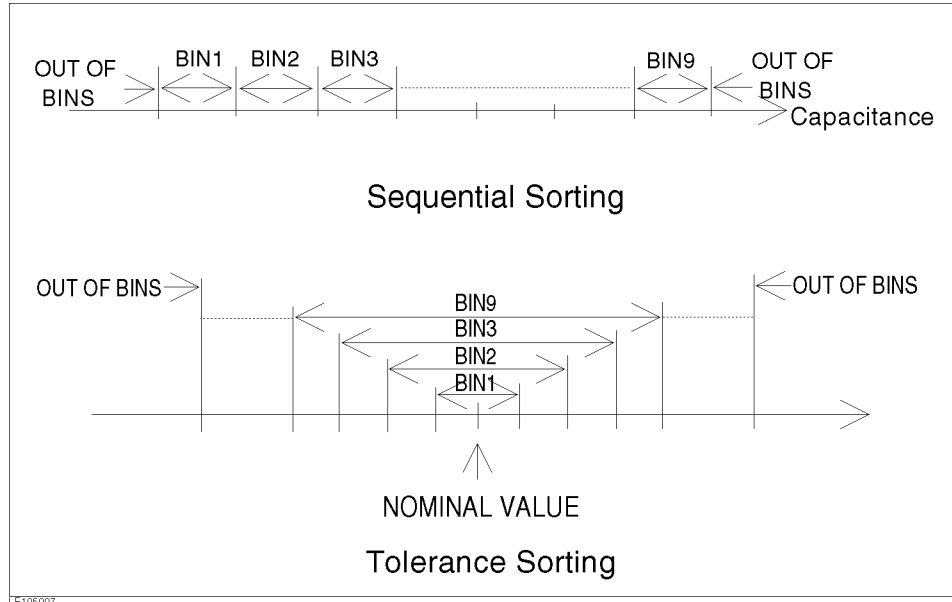 OUT OF
BINS
BIN1
BIN2
BIN3
BIN9
OUT OF
BINS
Capacitance
Sequential Sorting
OUT OF BINS
OUT OF BINS
BIN9
BIN3
BIN2
BIN1
NOMINAL VALUE
Tolerance Sorting